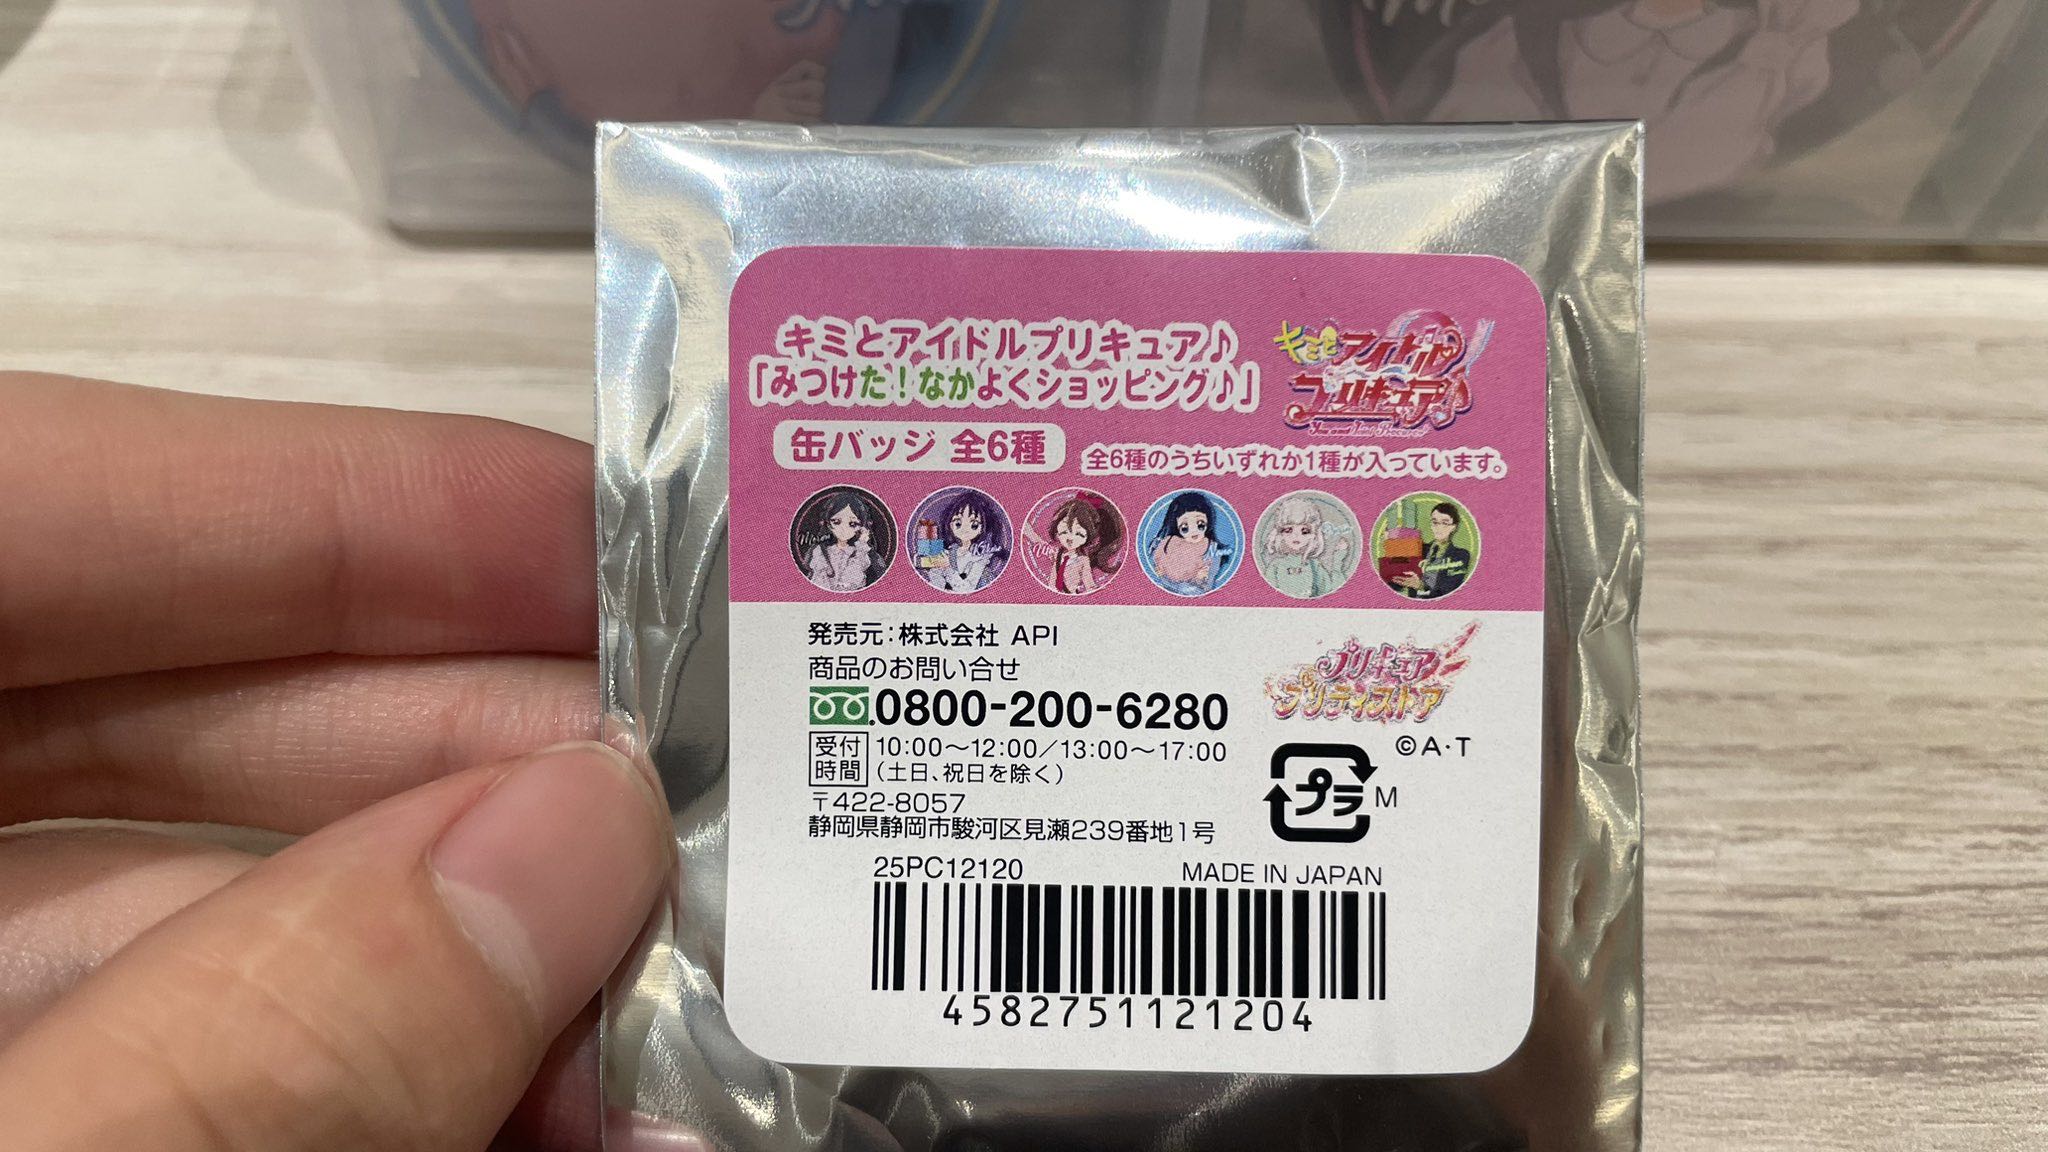 キミとアイドルプリキュア♪
「みつけた!なかよくショッピング♪」
キミとアイドル
プリキュア♪
You and Idol Precure♪
缶バッジ 全6種
全6種のうちいずれか1種が入っています。
Nana
発売元:株式会社 API
商品のお問い合せ
0800-200-6280
受付時間 10:00〜12:00/13:00〜17:00
(土日、祝日を除く)
〒422-8057
静岡県静岡市駿河区見瀬239番地1号
プリキュア
プリティストア
©A・T
プラ M
25PC12120 MADE IN JAPAN
4582751121204